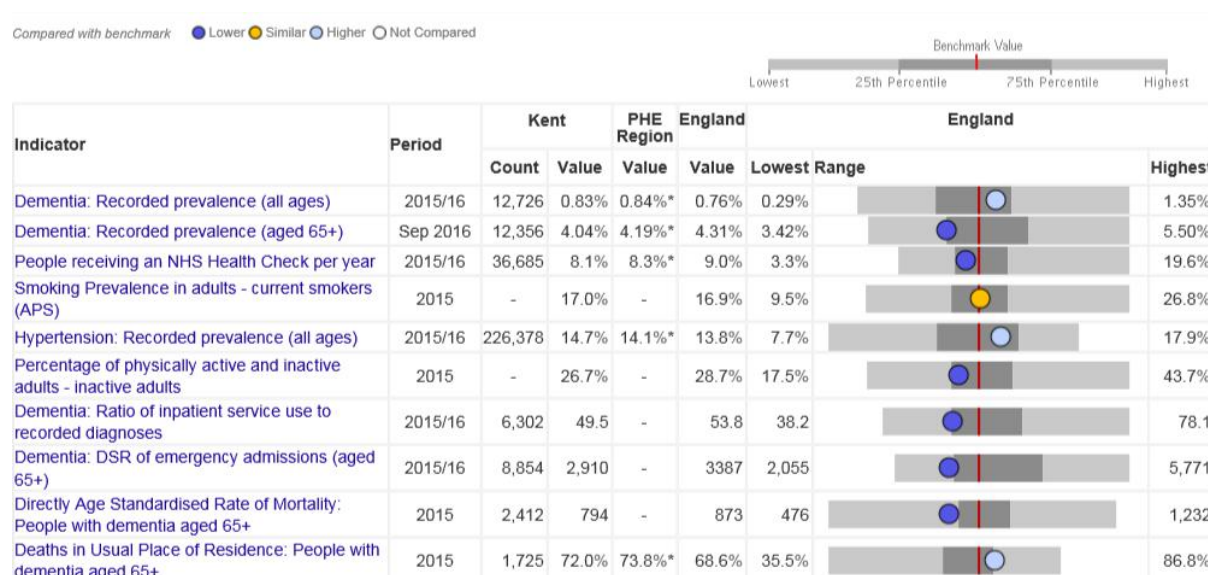 Compared with benchmark Lower Similar Higher Not Compared
Benchmark Value
Lowest 25th Percentile 75th Percentile Highest
Indicator Period Kent PHE Region England England
Count Value Value Value Lowest Range Highest
Dementia: Recorded prevalence (all ages) 2015/16 12,726 0.83% 0.84%* 0.76% 0.29% 1.35%
Dementia: Recorded prevalence (aged 65+) Sep 2016 12,356 4.04% 4.19%* 4.31% 3.42% 5.50%
People receiving an NHS Health Check per year 2015/16 36,685 8.1% 8.3%* 9.0% 3.3% 19.6%
Smoking Prevalence in adults - current smokers
(APS) 2015 - 17.0% - 16.9% 9.5% 26.8%
Hypertension: Recorded prevalence (all ages) 2015/16 226,378 14.7% 14.1%* 13.8% 7.7% 17.9%
Percentage of physically active and inactive
adults - inactive adults 2015 - 26.7% - 28.7% 17.5% 43.7%
Dementia: Ratio of inpatient service use to
recorded diagnoses 2015/16 6,302 49.5 - 53.8 38.2 78.1
Dementia: DSR of emergency admissions (aged
65+) 2015/16 8,854 2,910 - 3387 2,055 5,771
Directly Age Standardised Rate of Mortality:
People with dementia aged 65+ 2015 2,412 794 - 873 476 1,232
Deaths in Usual Place of Residence: People with
dementia aged 65+ 2015 1,725 72.0% 73.8%* 68.6% 35.5% 86.8%